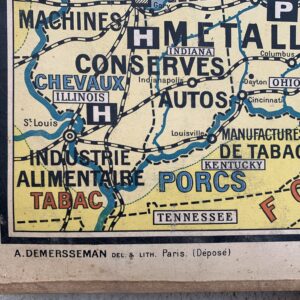 P
MACHINES
H
MÉTALL
INDIANA
Columbus
CONSERVES
CHEVAUX
Indianapolis
Dayton
OHIO
ILLINOIS
AUTOS
Cincinnati
H
St Louis
Louisville
MANUFACTURE
INDUSTRIE
DE TABAC
ALIMENTAIRE
KENTUCKY
TABAC
PORCS
F O
TENNESSEE
A. DEMERSSEMAN DEL. & LITH. Paris. (Déposé)